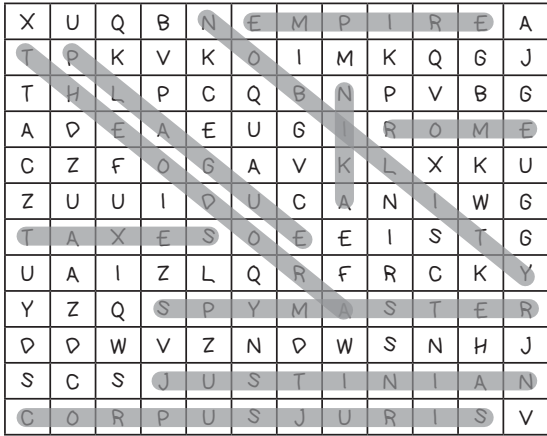 X U Q B N E M P I R E A
T P K V K O I M K Q G J
T H L P C Q B N P V B G
A D E A E U G I R O M E
C Z F O G A V K L X K U
Z U U I D U C A N I W G
T A X E S O E E I S T G
U A I Z L Q R F R C K Y
Y Z Q S P Y M A S T E R
D D W V Z N D W S N H J
S C S J U S T I N I A N
C O R P U S J U R I S V